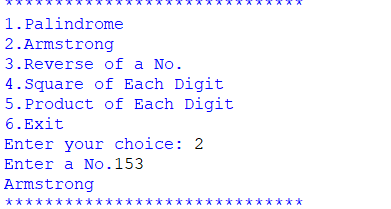 ******************************
1.Palindrome
2.Armstrong
3.Reverse of a No.
4.Square of Each Digit
5.Product of Each Digit
6.Exit
Enter your choice: 2
Enter a No.153
Armstrong
******************************